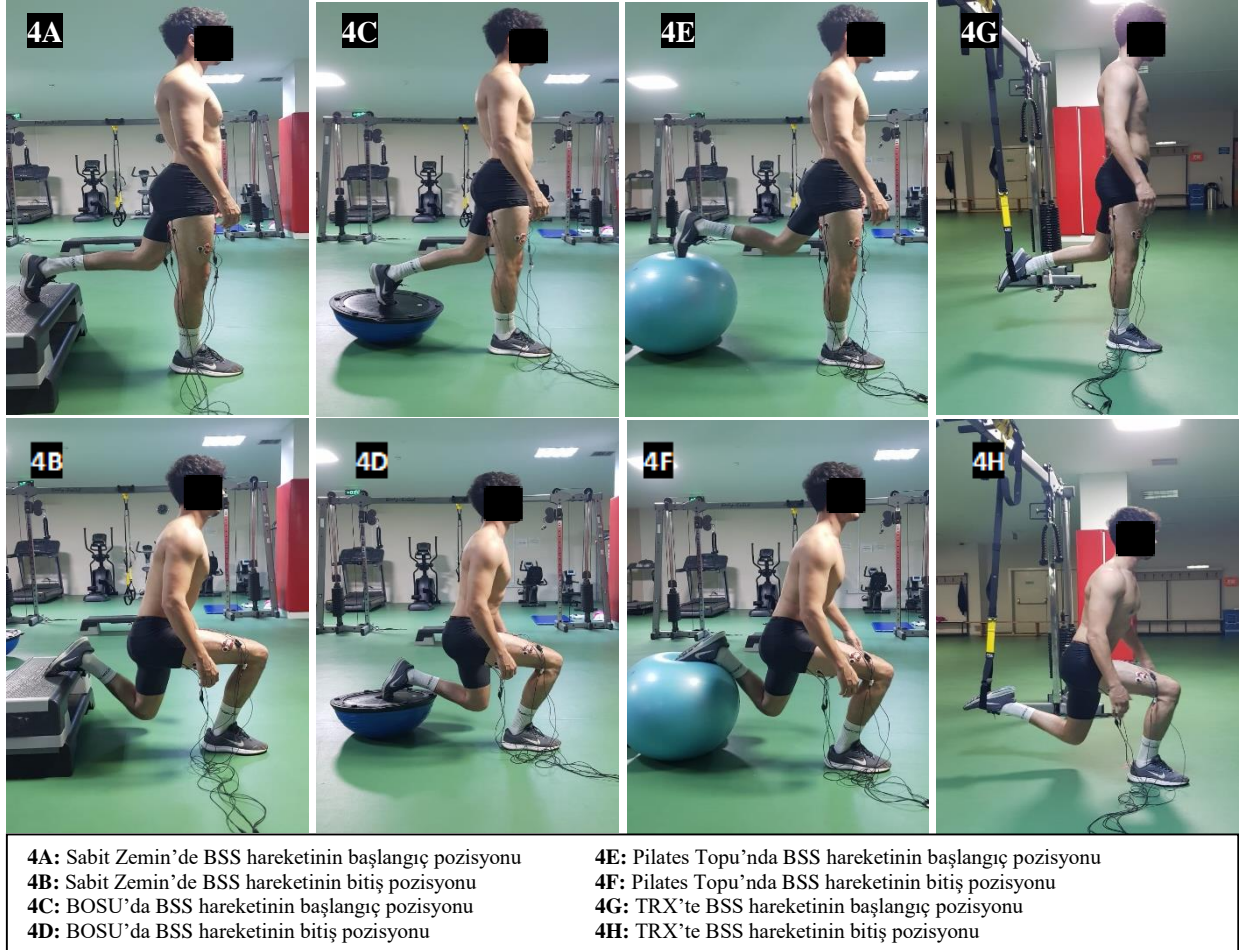 4A
4C
4E
4G
4B
4D
4F
4H
4A: Sabit Zemin’de BSS hareketinin başlangıç pozisyonu
4B: Sabit Zemin’de BSS hareketinin bitiş pozisyonu
4C: BOSU’da BSS hareketinin başlangıç pozisyonu
4D: BOSU’da BSS hareketinin bitiş pozisyonu
4E: Pilates Topu’nda BSS hareketinin başlangıç pozisyonu
4F: Pilates Topu’nda BSS hareketinin bitiş pozisyonu
4G: TRX’te BSS hareketinin başlangıç pozisyonu
4H: TRX’te BSS hareketinin bitiş pozisyonu